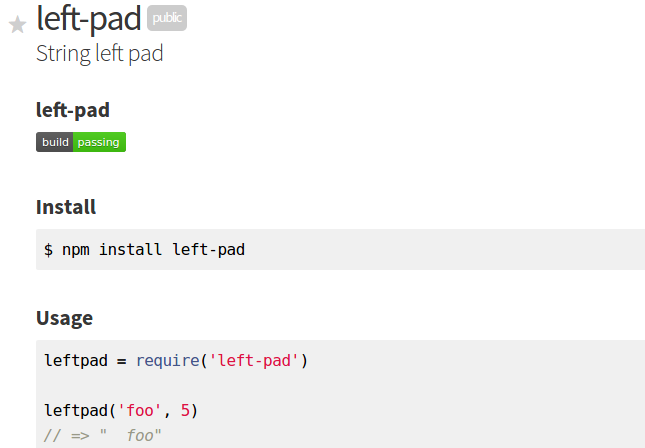 left-pad public
String left pad
left-pad
build passing
Install
$ npm install left-pad
Usage
leftpad = require('left-pad')
leftpad('foo', 5)
// => "  foo"